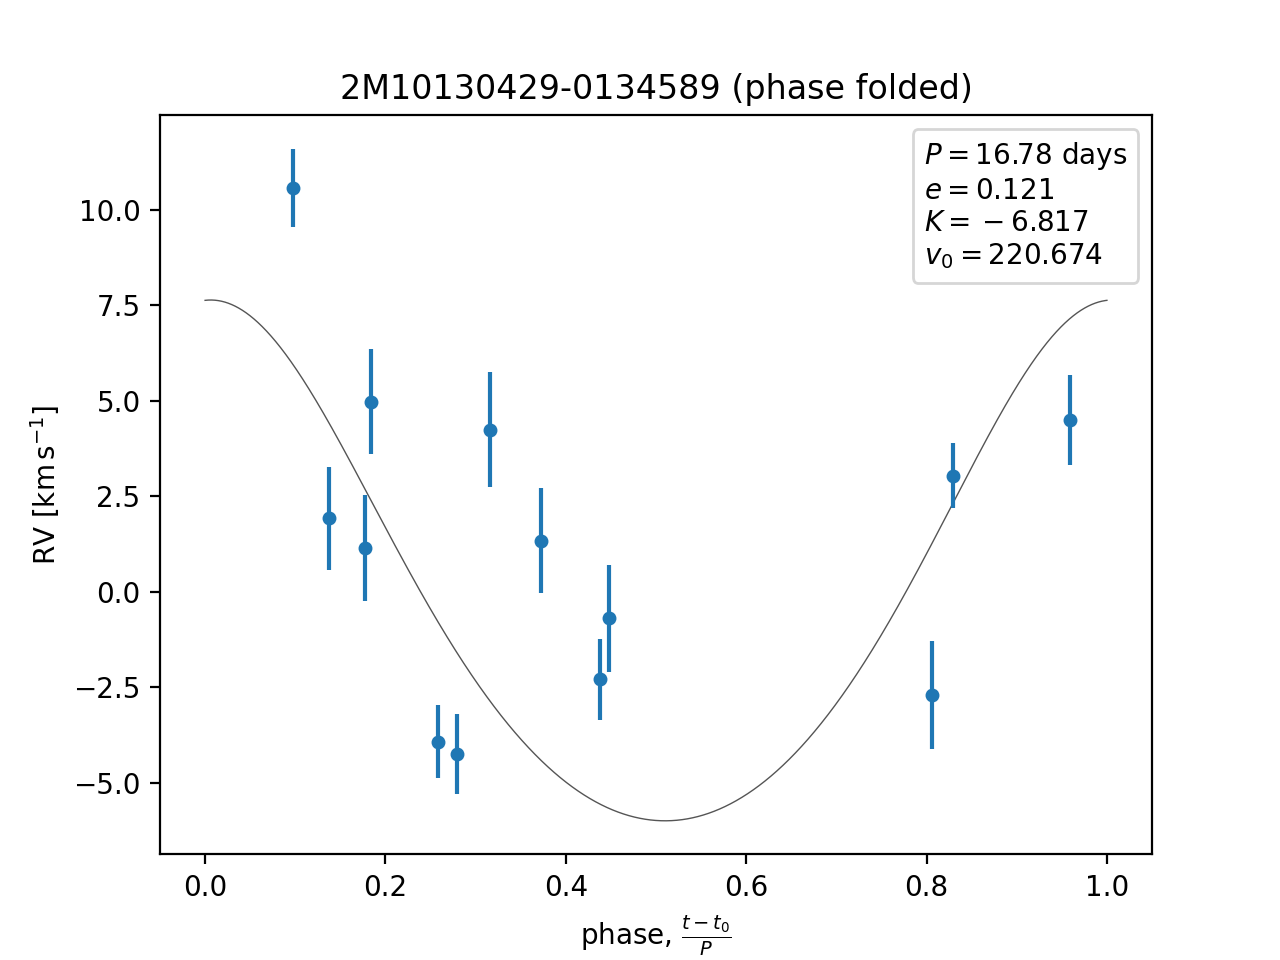 2M10130429-0134589 (phase folded)
P = 16.78 days
e = 0.121
K = −6.817
v₀ = 220.674
10.0
7.5
5.0
2.5
0.0
−2.5
−5.0
RV [km s⁻¹]
0.0 0.2 0.4 0.6 0.8 1.0
phase, (t − t₀)/P